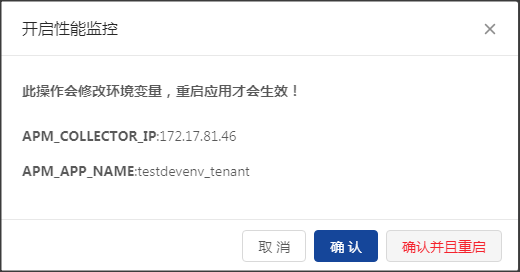 开启性能监控
此操作会修改环境变量，重启应用才会生效！
APM_COLLECTOR_IP:172.17.81.46
APM_APP_NAME:testdevenv_tenant
取 消 确 认 确认并且重启